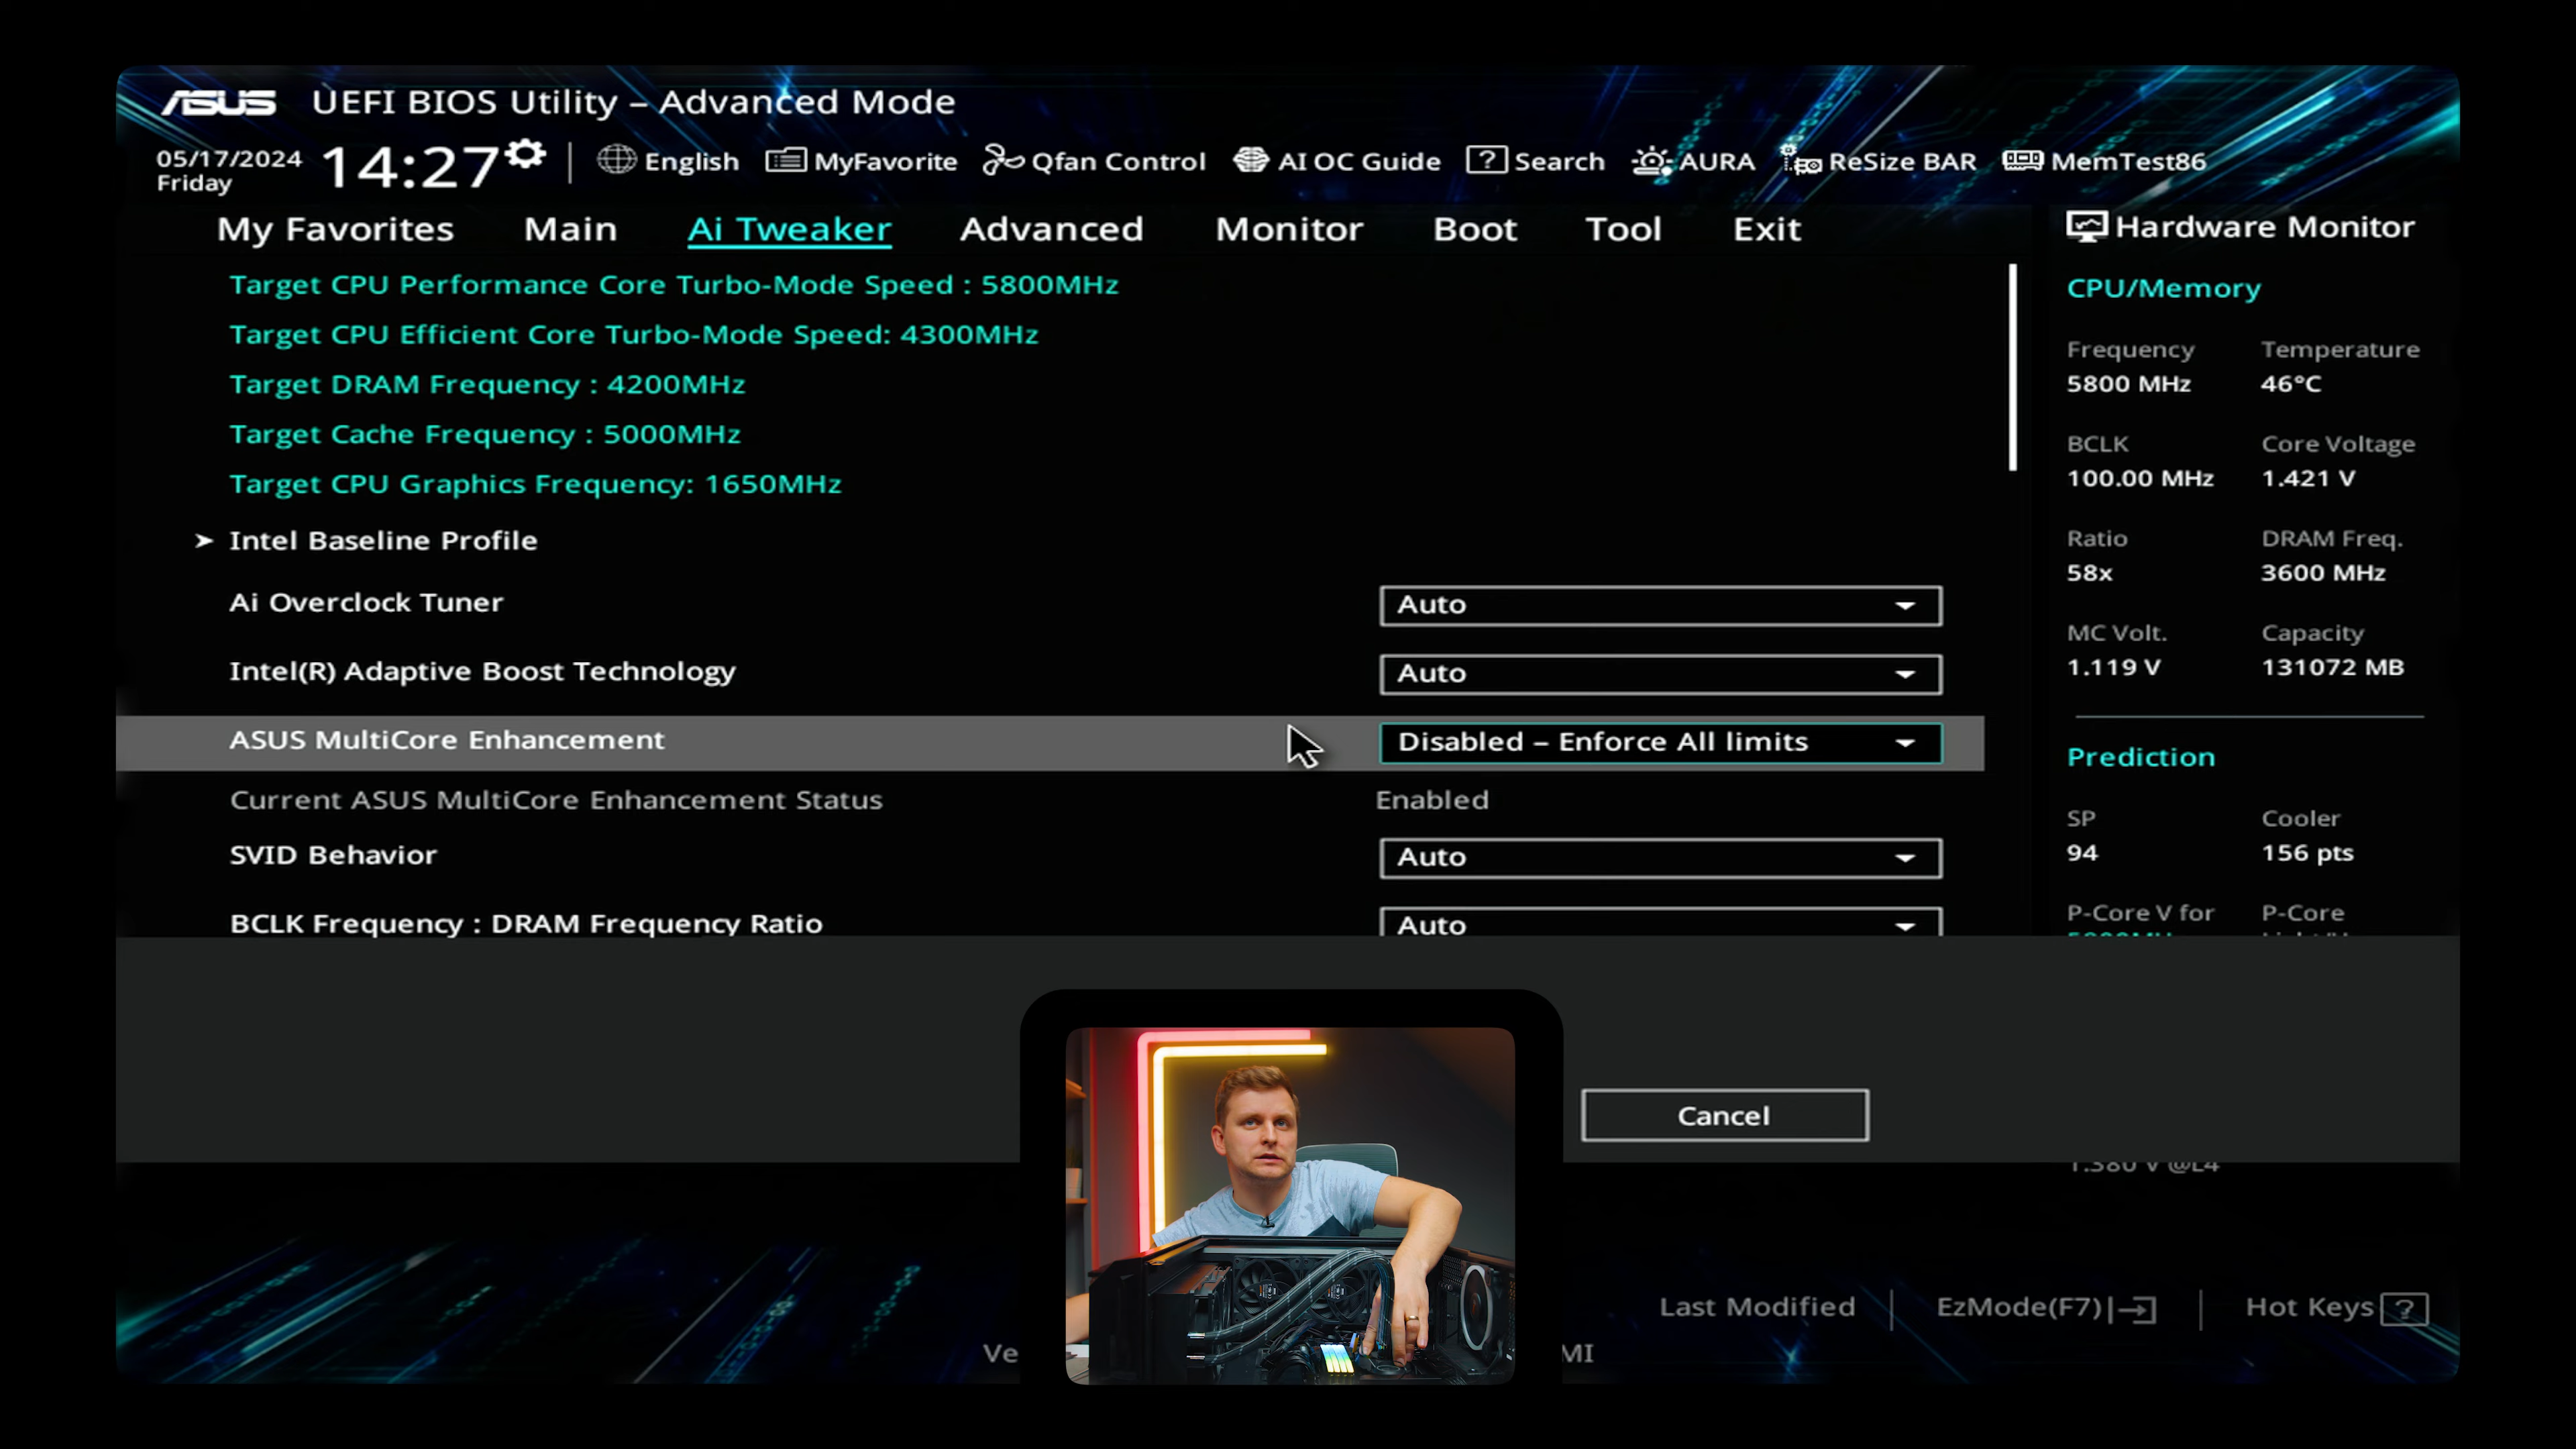 ASUS UEFI BIOS Utility – Advanced Mode
05/17/2024
Friday
14:27
English
MyFavorite
Qfan Control
AI OC Guide
? Search
AURA
ReSize BAR
MemTest86
My Favorites
Main
Ai Tweaker
Advanced
Monitor
Boot
Tool
Exit
Hardware Monitor
Target CPU Performance Core Turbo-Mode Speed : 5800MHz
Target CPU Efficient Core Turbo-Mode Speed: 4300MHz
Target DRAM Frequency : 4200MHz
Target Cache Frequency : 5000MHz
Target CPU Graphics Frequency: 1650MHz
Intel Baseline Profile
Ai Overclock Tuner Auto
Intel(R) Adaptive Boost Technology Auto
ASUS MultiCore Enhancement Disabled – Enforce All limits
Current ASUS MultiCore Enhancement Status Enabled
SVID Behavior Auto
BCLK Frequency : DRAM Frequency Ratio Auto
CPU/Memory
Frequency Temperature
5800 MHz 46°C
BCLK Core Voltage
100.00 MHz 1.421 V
Ratio DRAM Freq.
58x 3600 MHz
MC Volt. Capacity
1.119 V 131072 MB
Prediction
SP Cooler
94 156 pts
P-Core V for P-Core
Cancel
1.380 V @L4
Last Modified
EzMode(F7)
Hot Keys ?
Ve
MI